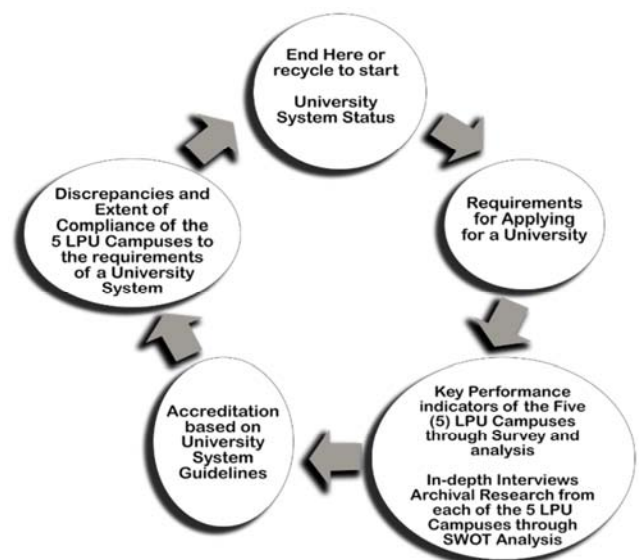 End Here or
recycle to start
University
System Status
Requirements
for Applying
for a University
Key Performance
indicators of the Five
(5) LPU Campuses
through Survey and
analysis
In-depth Interviews
Archival Research from
each of the 5 LPU
Campuses through
SWOT Analysis
Accreditation
based on
University
System
Guidelines
Discrepancies and
Extent of
Compliance of the
5 LPU Campuses to
the requirements
of a University
System